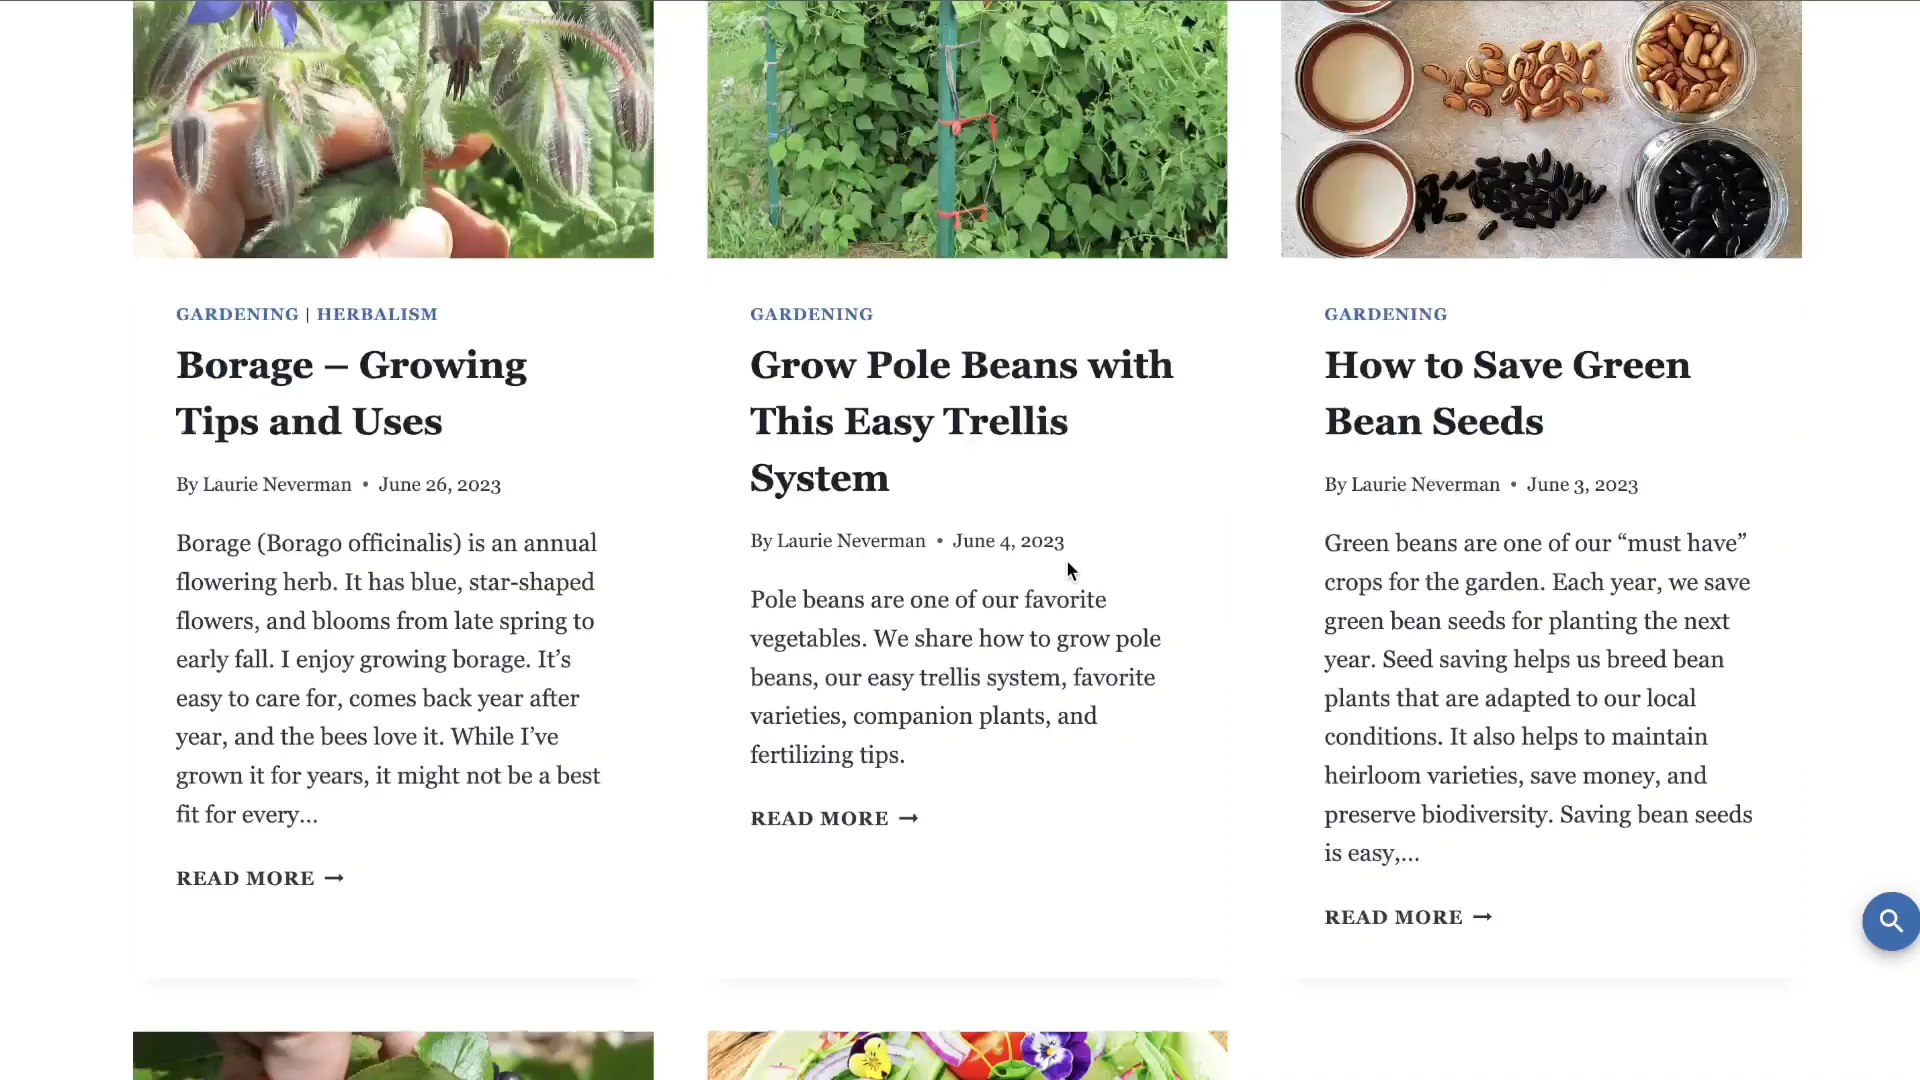 GARDENING | HERBALISM
Borage – Growing
Tips and Uses
By Laurie Neverman • June 26, 2023
Borage (Borago officinalis) is an annual
flowering herb. It has blue, star-shaped
flowers, and blooms from late spring to
early fall. I enjoy growing borage. It’s
easy to care for, comes back year after
year, and the bees love it. While I’ve
grown it for years, it might not be a best
fit for every…
READ MORE →
GARDENING
Grow Pole Beans with
This Easy Trellis
System
By Laurie Neverman • June 4, 2023
Pole beans are one of our favorite
vegetables. We share how to grow pole
beans, our easy trellis system, favorite
varieties, companion plants, and
fertilizing tips.
READ MORE →
GARDENING
How to Save Green
Bean Seeds
By Laurie Neverman • June 3, 2023
Green beans are one of our “must have”
crops for the garden. Each year, we save
green bean seeds for planting the next
year. Seed saving helps us breed bean
plants that are adapted to our local
conditions. It also helps to maintain
heirloom varieties, save money, and
preserve biodiversity. Saving bean seeds
is easy,…
READ MORE →